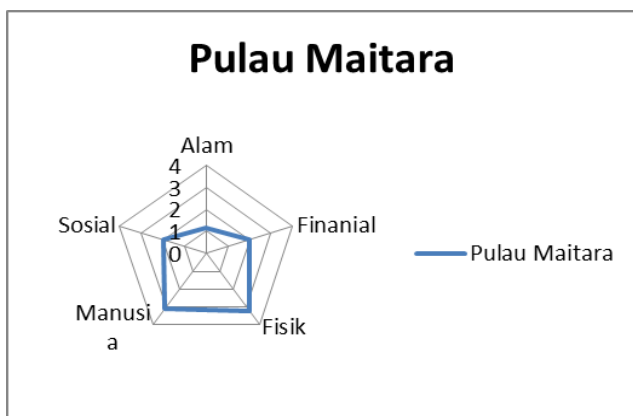 Pulau Maitara
Alam
4
3
2
1
0
Finanial
Fisik
Manusi
a
Sosial
Pulau Maitara